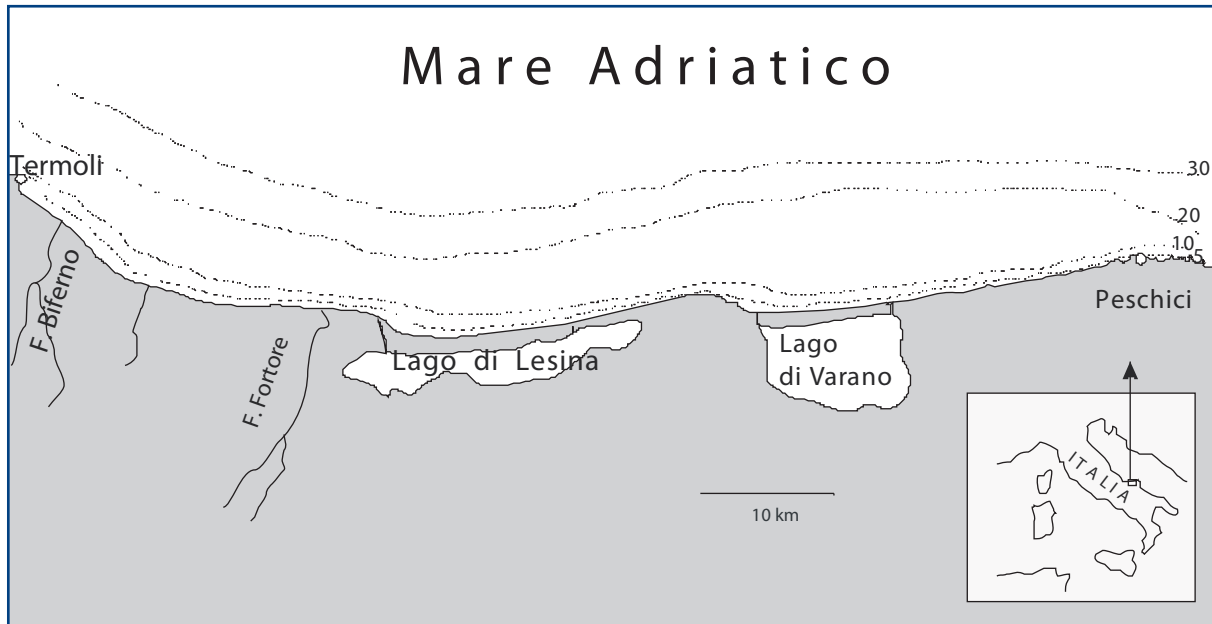 Mare Adriatico
Termoli
30
20
10
5
F. Biferno
Peschici
F. Fortore
Lago di Lesina
Lago
di Varano
ITALIA
10 km